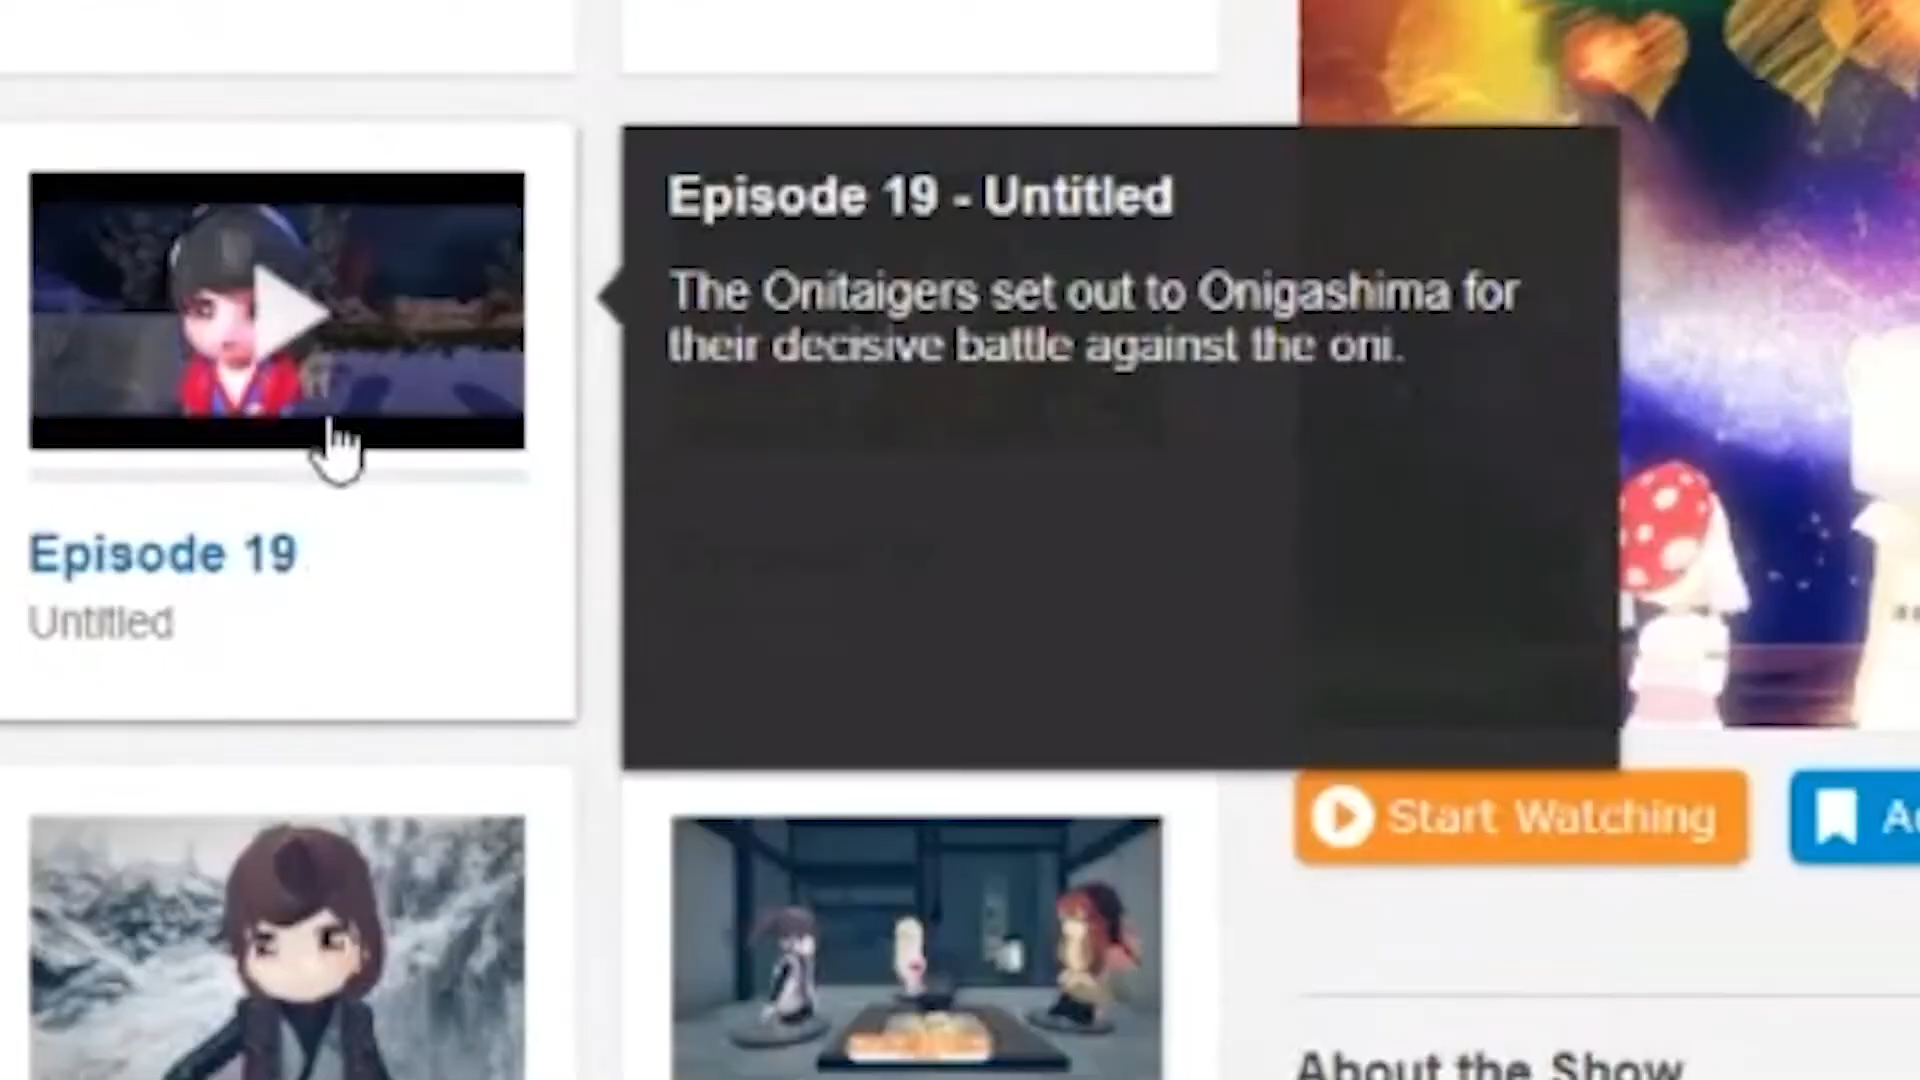 Episode 19 - Untitled
The Onitaigers set out to Onigashima for
their decisive battle against the oni.
Episode 19
Untitled
Start Watching
About the Show